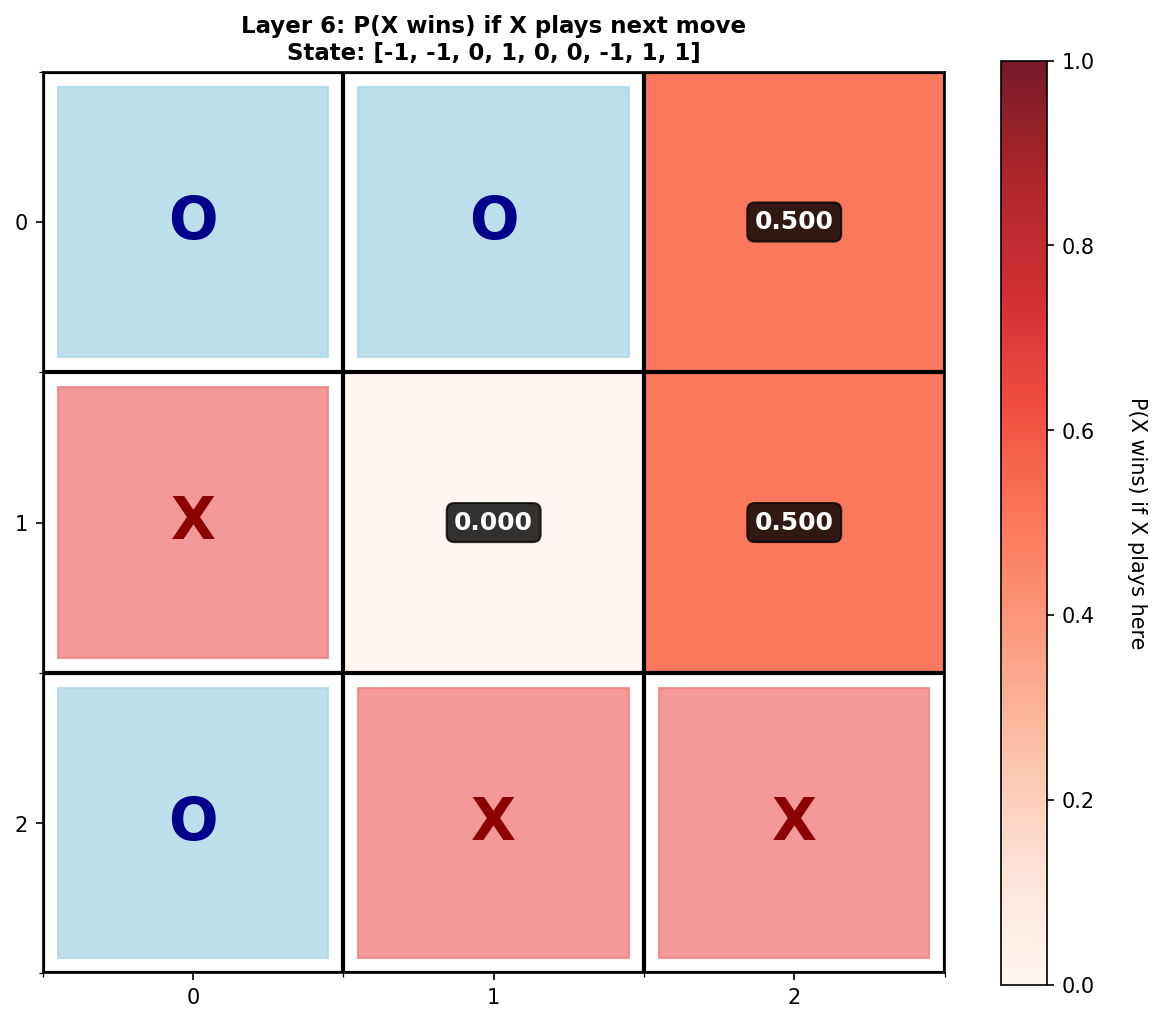 Layer 6: P(X wins) if X plays next move
State: [-1, -1, 0, 1, 0, 0, -1, 1, 1]
0
O
O
0.500
1
X
0.000
0.500
2
O
X
X
0
1
2
1.0
0.8
0.6
0.4
0.2
0.0
P(X wins) if X plays here